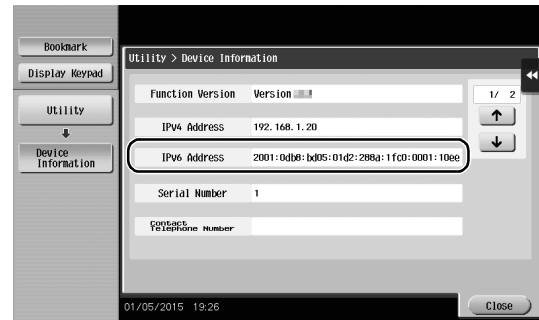 Bookmark
Display Keypad
Utility
Device
Information
Utility > Device Information
Function Version Version
IPv4 Address 192.168.1.20
IPv6 Address 2001:0db8:bd05:01d2:288a:1fc0:0001:10ee
Serial Number 1
Contact
Telephone Number
1/ 2
01/05/2015 19:26
Close